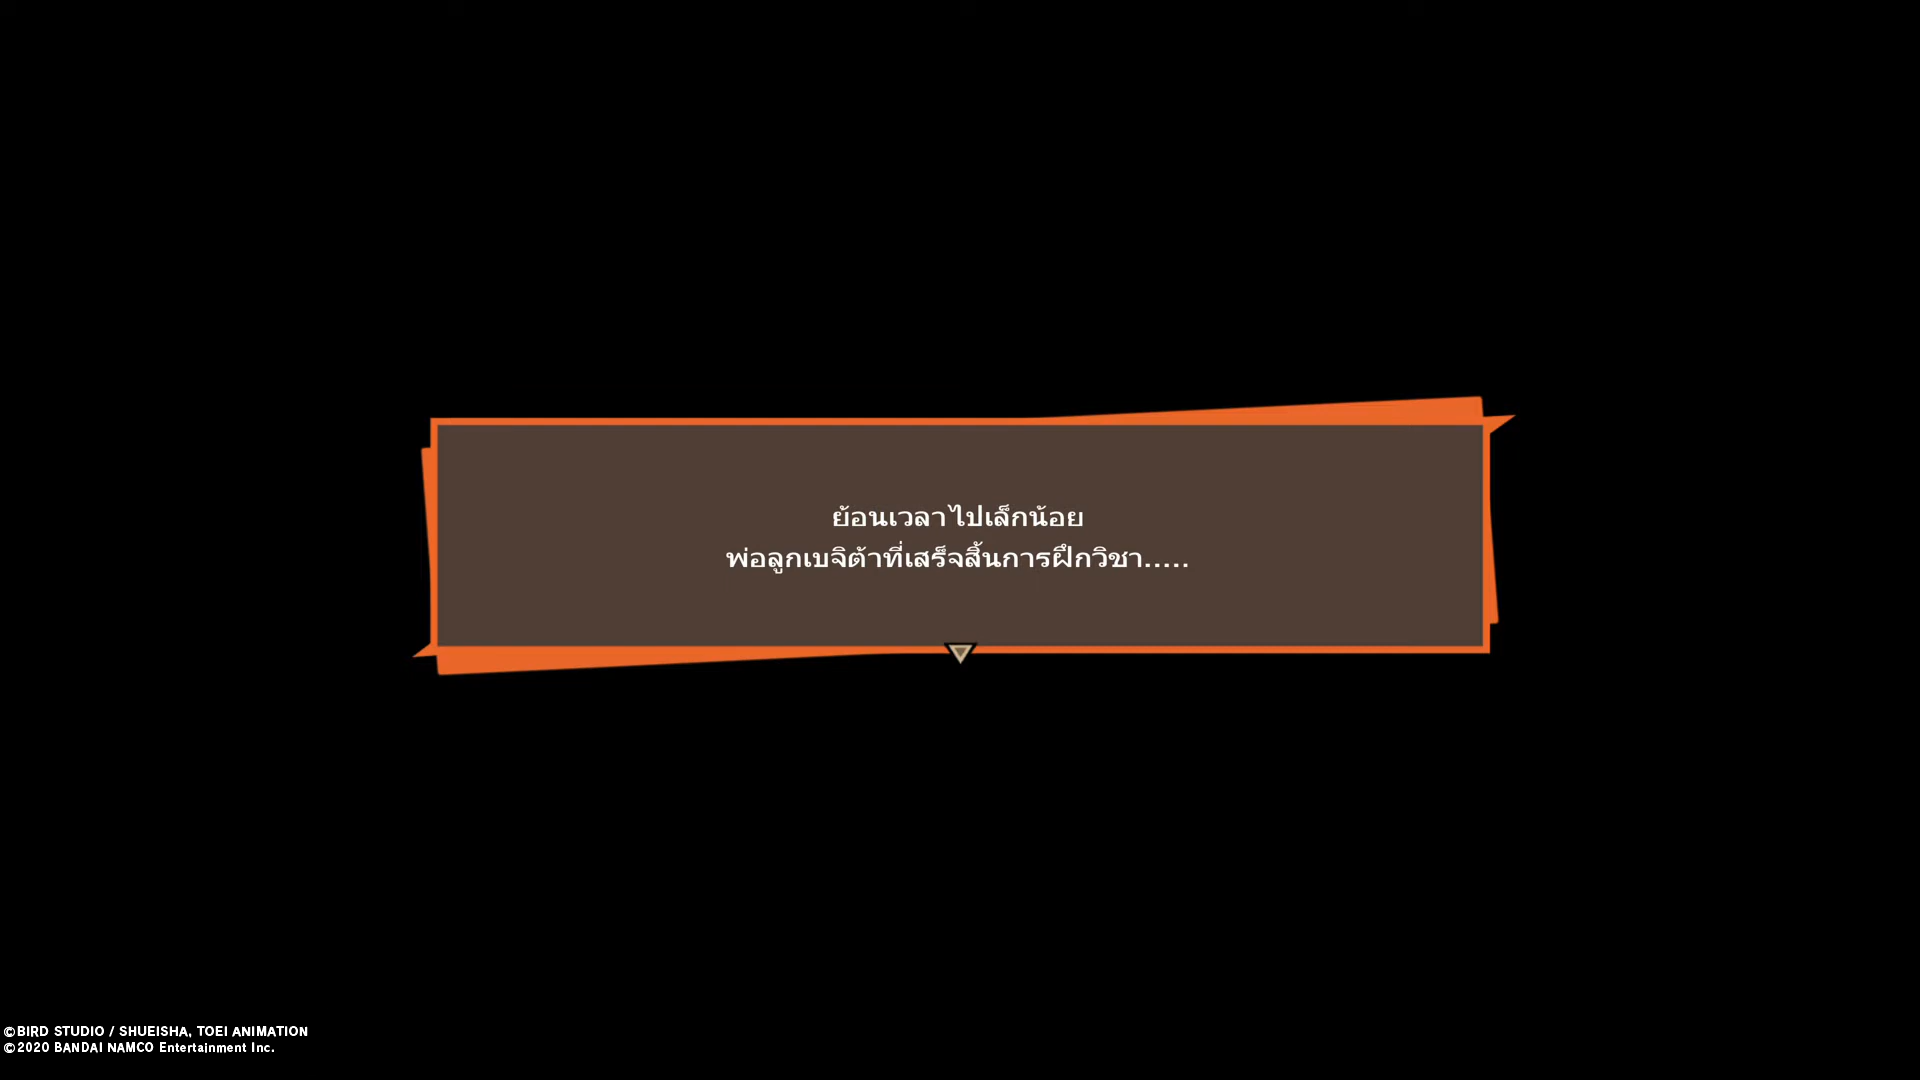 ย้อนเวลาไปเล็กน้อย
พ่อลูกเบจิต้าที่เสร็จสิ้นการฝึกวิชา.....
©BIRD STUDIO / SHUEISHA, TOEI ANIMATION
©2020 BANDAI NAMCO Entertainment Inc.